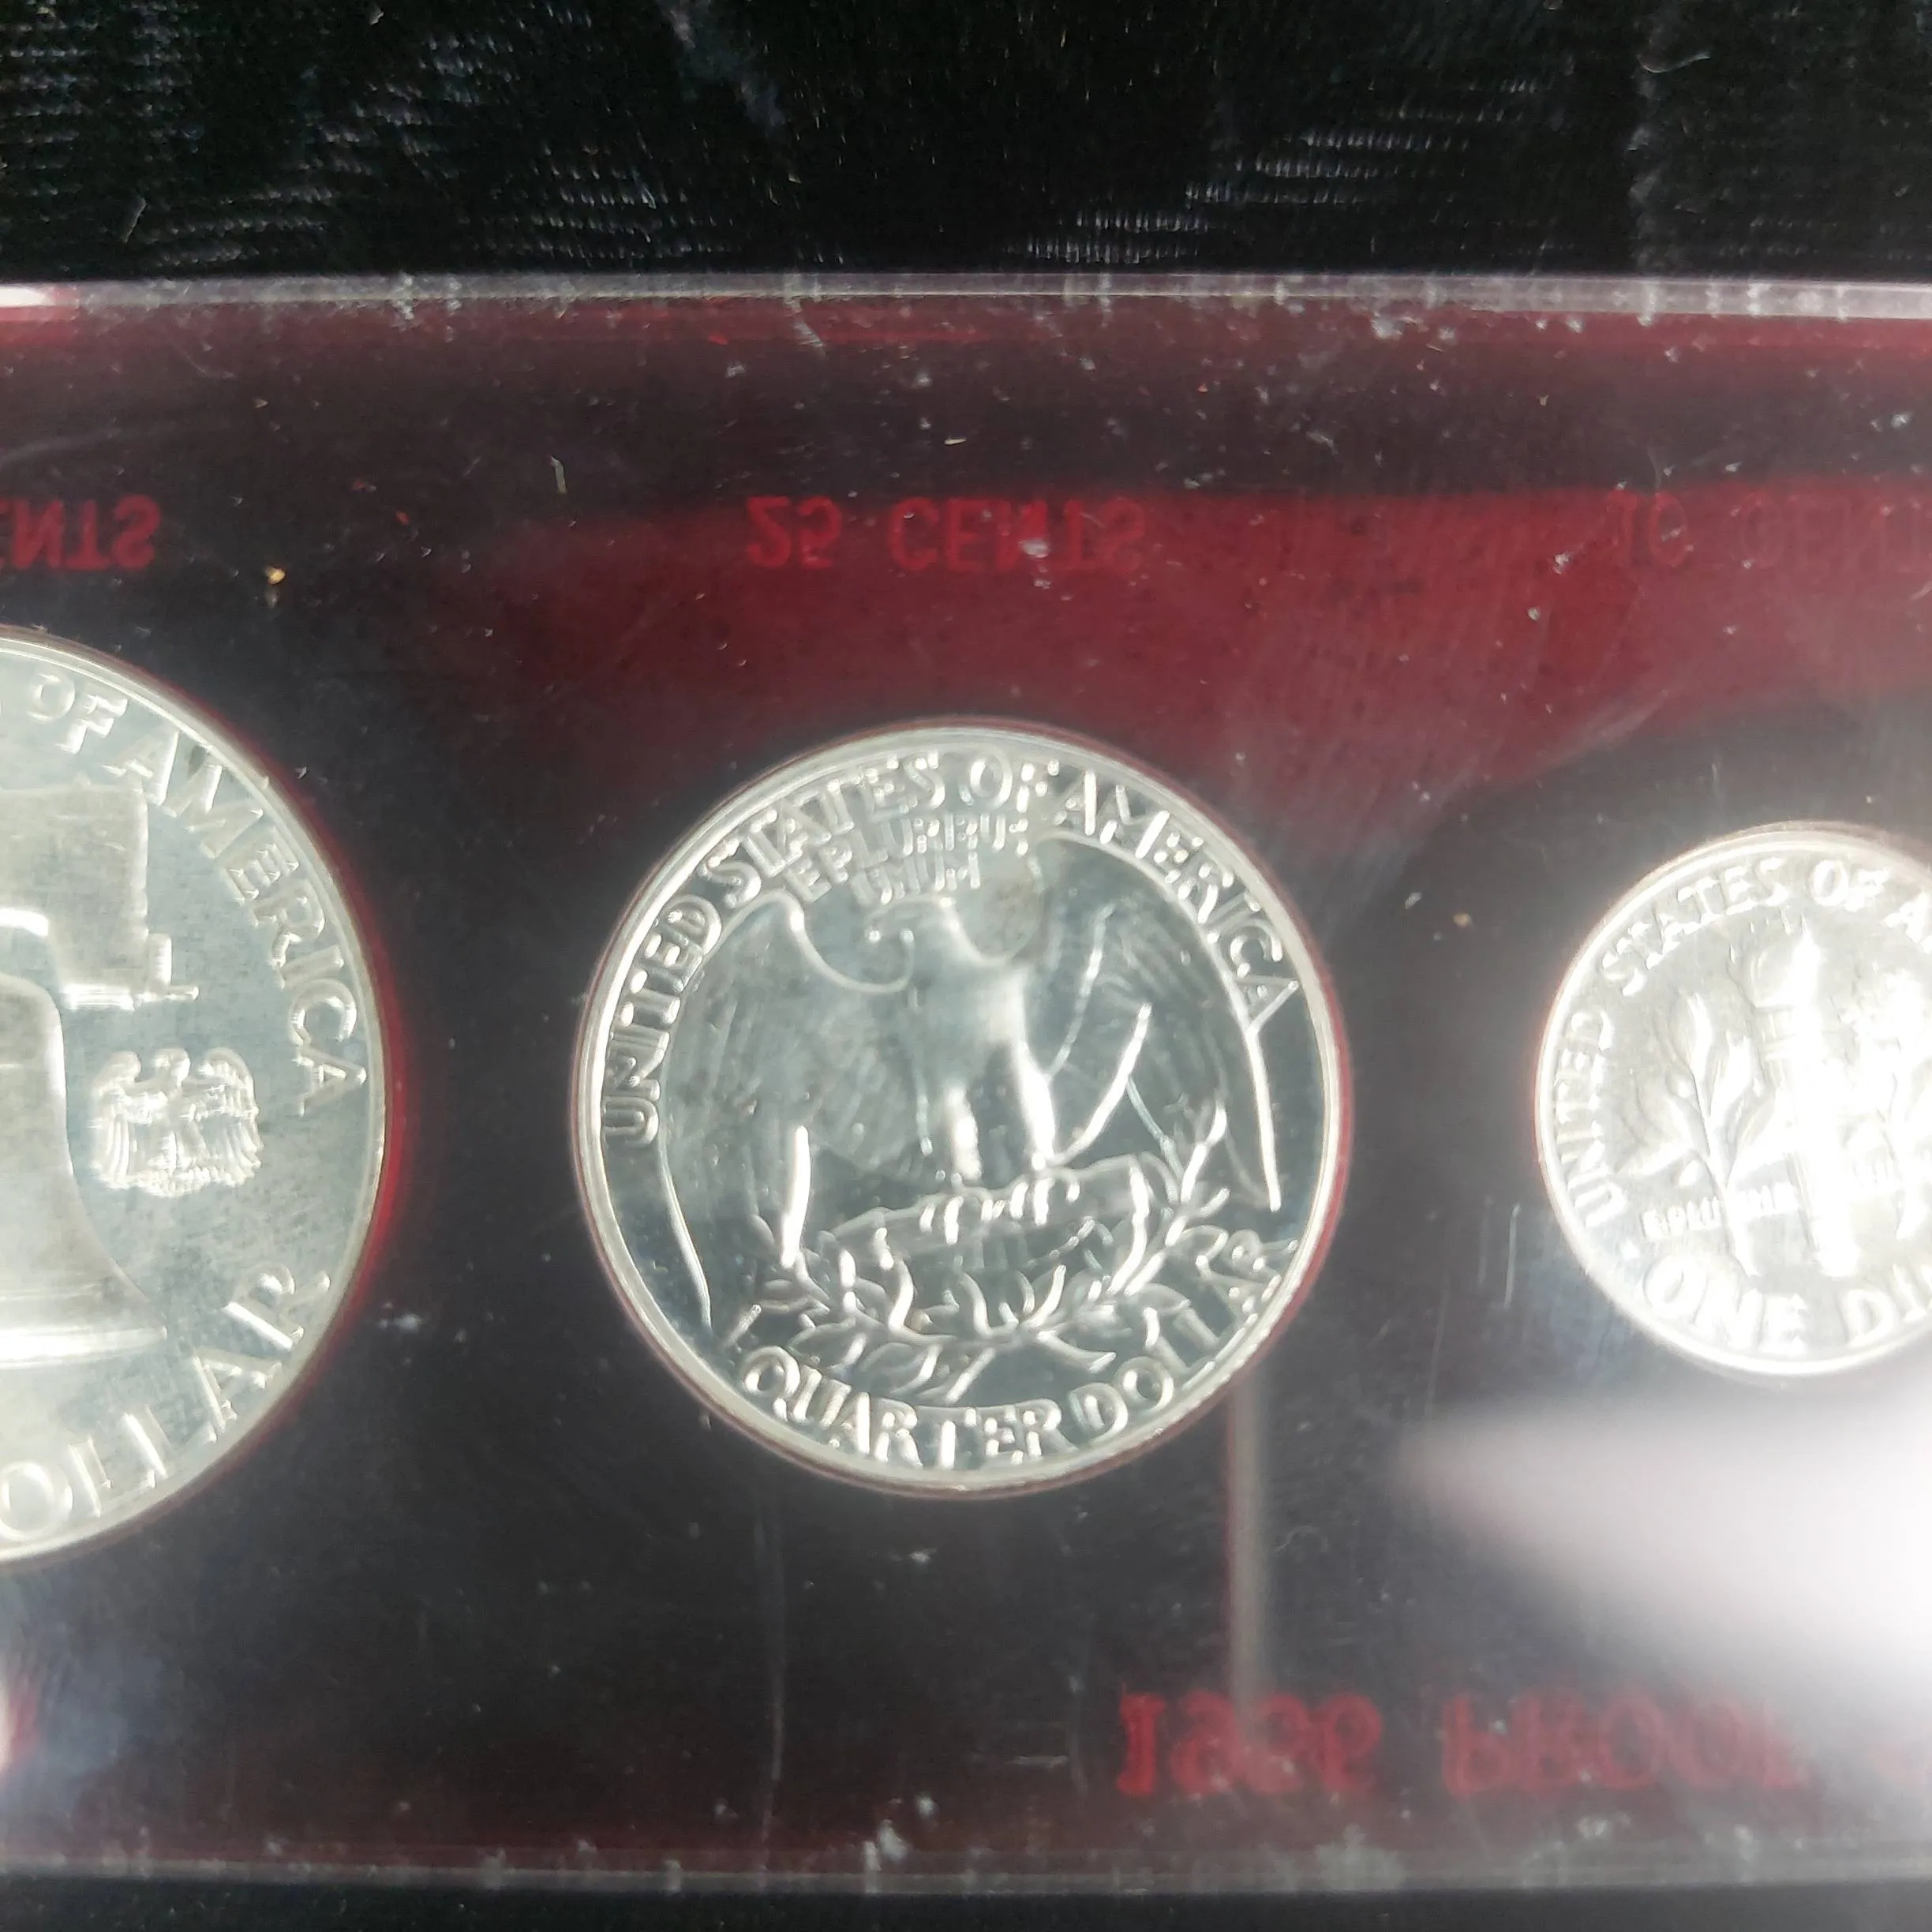 ENTS
25 CENTS
10 CENT
OF AMERICA
OLLAR
UNITED STATES OF AMERICA
E PLURIBUS
UNUM
QUARTER DOLLAR
UNITED STATES OF A
ONE DI
1956 PROOF